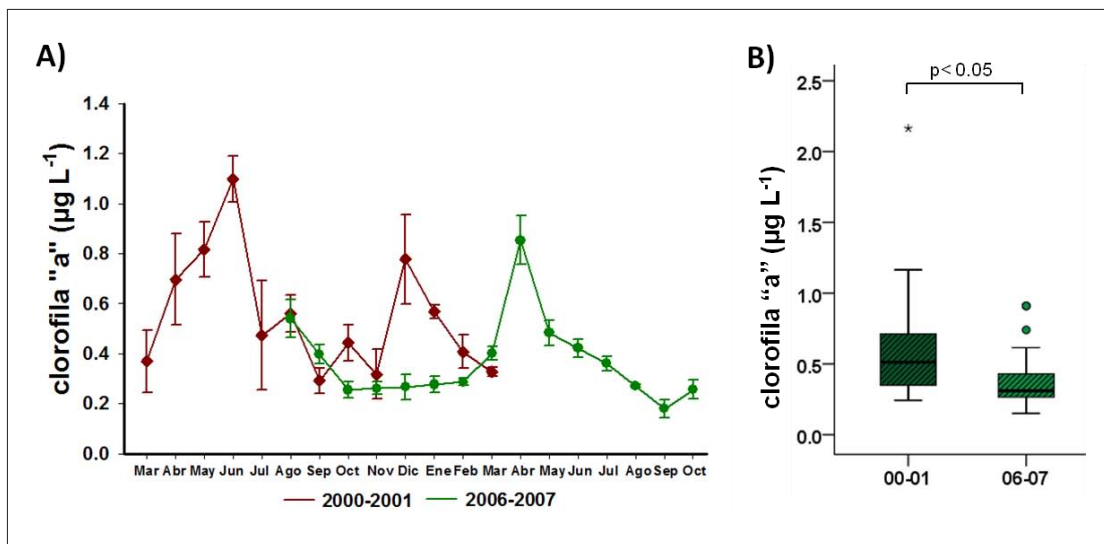 A)
clorofila "a" (µg L-1)
1.4
1.2
1.0
0.8
0.6
0.4
0.2
0.0
Mar Abr May Jun Jul Ago Sep Oct Nov Dic Ene Feb Mar Abr May Jun Jul Ago Sep Oct
2000-2001 2006-2007
B)
p< 0.05
clorofila “a” (µg L-1)
2.5
2.0
1.5
1.0
0.5
0.0
*
00-01 06-07